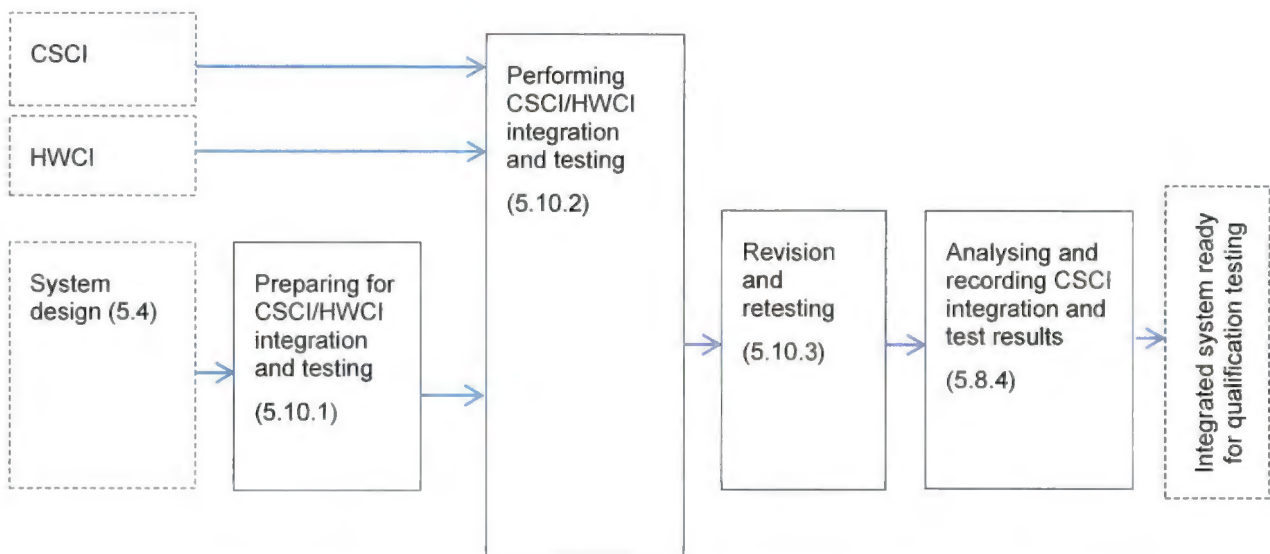 CSCI
HWCI
System
design (5.4)
Preparing for
CSCI/HWCI
integration
and testing
(5.10.1)
Performing
CSCI/HWCI
integration
and testing
(5.10.2)
Revision
and
retesting
(5.10.3)
Analysing and
recording CSCI
integration and
test results
(5.8.4)
Integrated system ready
for qualification testing